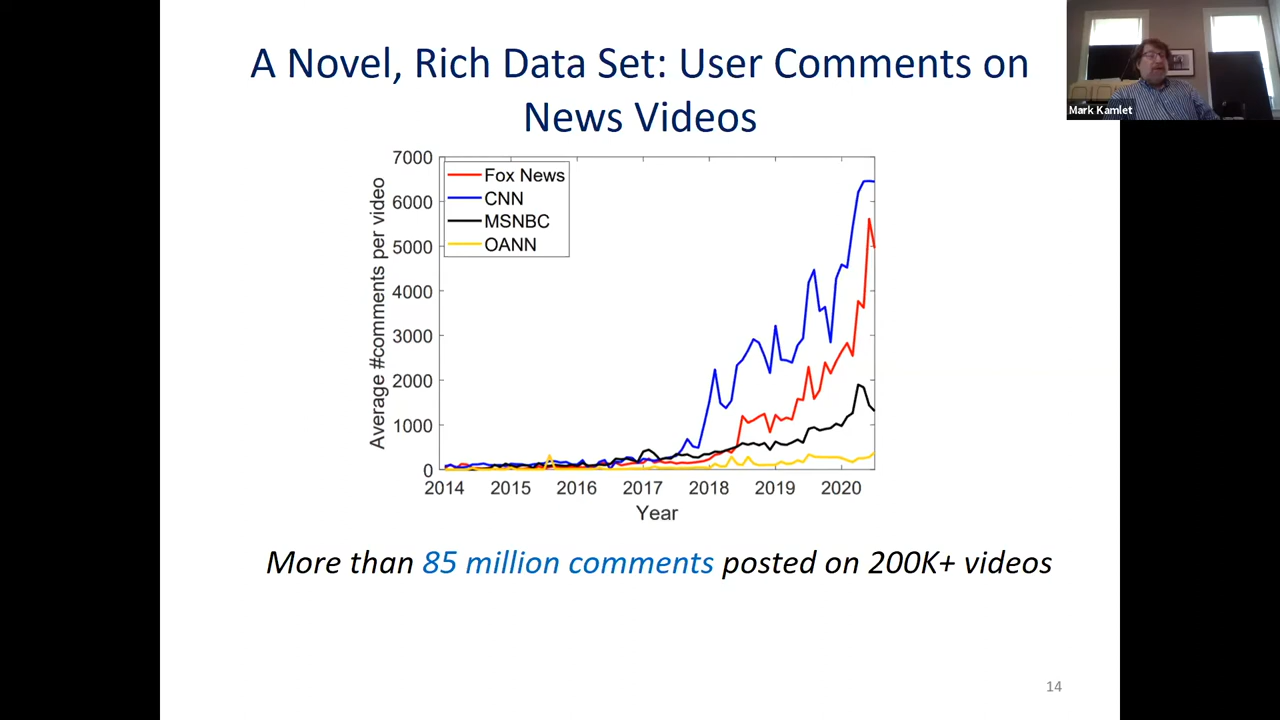 A Novel, Rich Data Set: User Comments on
News Videos
Mark Kamlet
Average #comments per video
7000
6000
5000
4000
3000
2000
1000
0
Fox News
CNN
MSNBC
OANN
2014 2015 2016 2017 2018 2019 2020
Year
More than 85 million comments posted on 200K+ videos
14